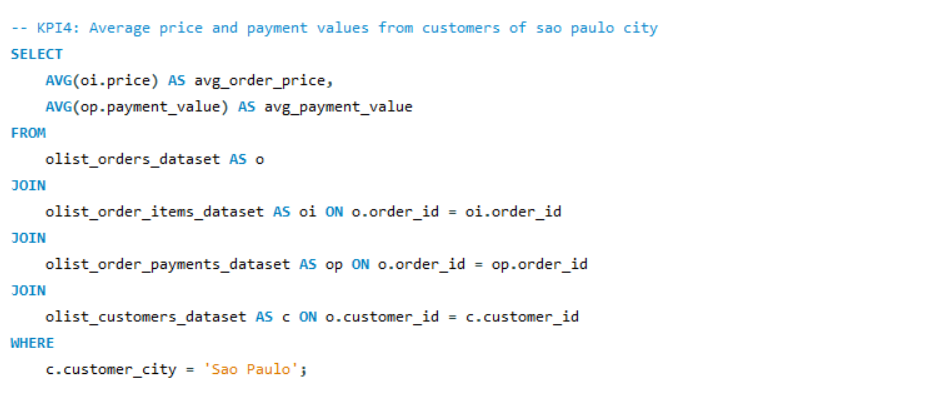 -- KPI4: Average price and payment values from customers of sao paulo city
SELECT
    AVG(oi.price) AS avg_order_price,
    AVG(op.payment_value) AS avg_payment_value
FROM
    olist_orders_dataset AS o
JOIN
    olist_order_items_dataset AS oi ON o.order_id = oi.order_id
JOIN
    olist_order_payments_dataset AS op ON o.order_id = op.order_id
JOIN
    olist_customers_dataset AS c ON o.customer_id = c.customer_id
WHERE
    c.customer_city = 'Sao Paulo';